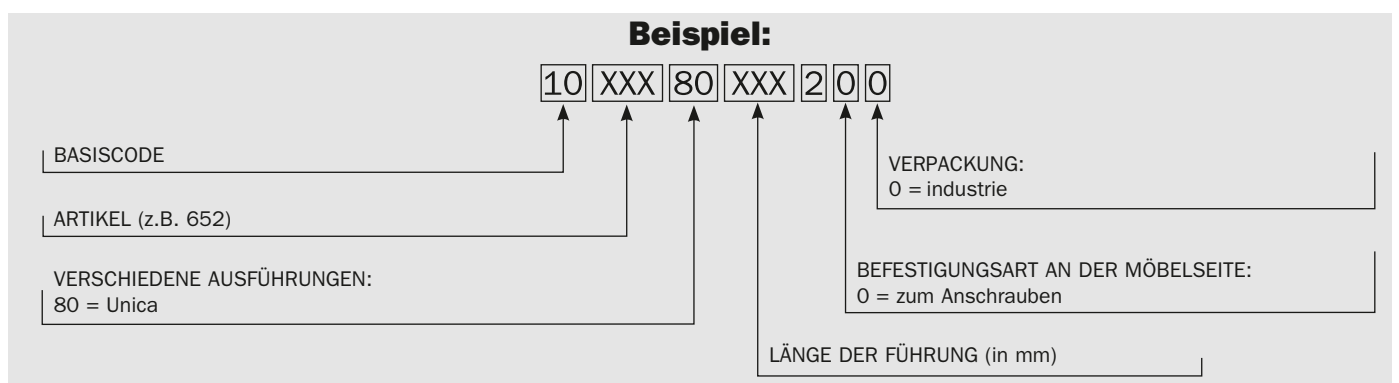 Beispiel:
10 XXX 80 XXX 2 0 0
BASISCODE
ARTIKEL (z.B. 652)
VERSCHIEDENE AUSFÜHRUNGEN:
80 = Unica
VERPACKUNG:
0 = industrie
BEFESTIGUNGSART AN DER MÖBELSEITE:
0 = zum Anschrauben
LÄNGE DER FÜHRUNG (in mm)